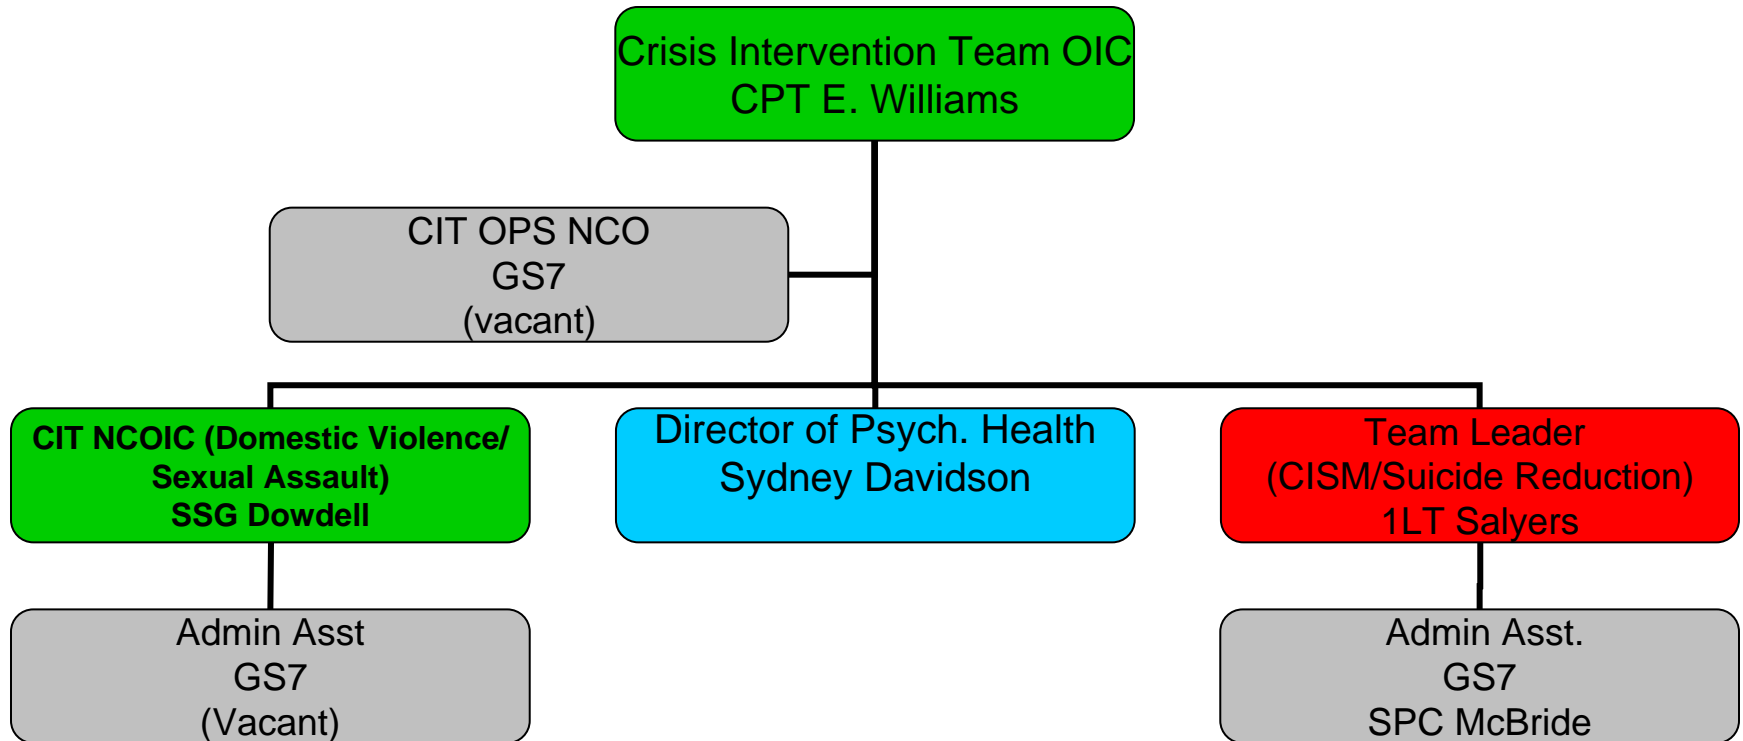 Crisis Intervention Team OIC
CPT E. Williams
CIT OPS NCO
GS7
(vacant)
CIT NCOIC (Domestic Violence/
Sexual Assault)
SSG Dowdell
Director of Psych. Health
Sydney Davidson
Team Leader
(CISM/Suicide Reduction)
1LT Salyers
Admin Asst
GS7
(Vacant)
Admin Asst.
GS7
SPC McBride